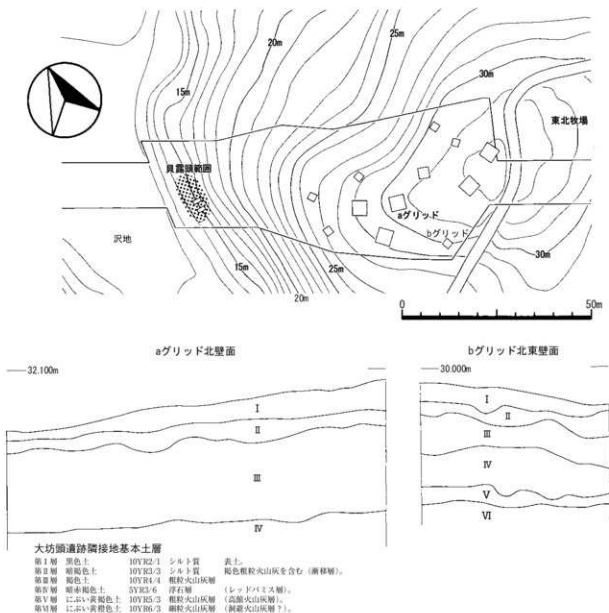 20m
25m
30m
15m
東北牧場
貝露頭範囲
aグリッド
bグリッド
沢地
15m
25m
30m
20m
0
50m
aグリッド北壁面
bグリッド北東壁面
32.100m
30.000m
Ⅰ
Ⅱ
Ⅲ
Ⅳ
Ⅰ
Ⅱ
Ⅲ
Ⅳ
Ⅴ
Ⅵ
大坊頭遺跡隣接地基本土層
第Ⅰ層 黒色土 10YR2/1 シルト質 表土。
第Ⅱ層 暗褐色土 10YR3/3 シルト質 褐色粗粒火山灰を含む（漸移層）。
第Ⅲ層 褐色土 10YR4/4 粗粒火山灰層
第Ⅳ層 暗赤褐色土 5YR3/6 浮石層 （レッドパミス層）。
第Ⅴ層 にぶい黄褐色土 10YR5/3 粗粒火山灰層 （高館火山灰層）。
第Ⅵ層 にぶい黄橙色土 10YR6/3 細粒火山灰層 （洞爺火山灰層？）。